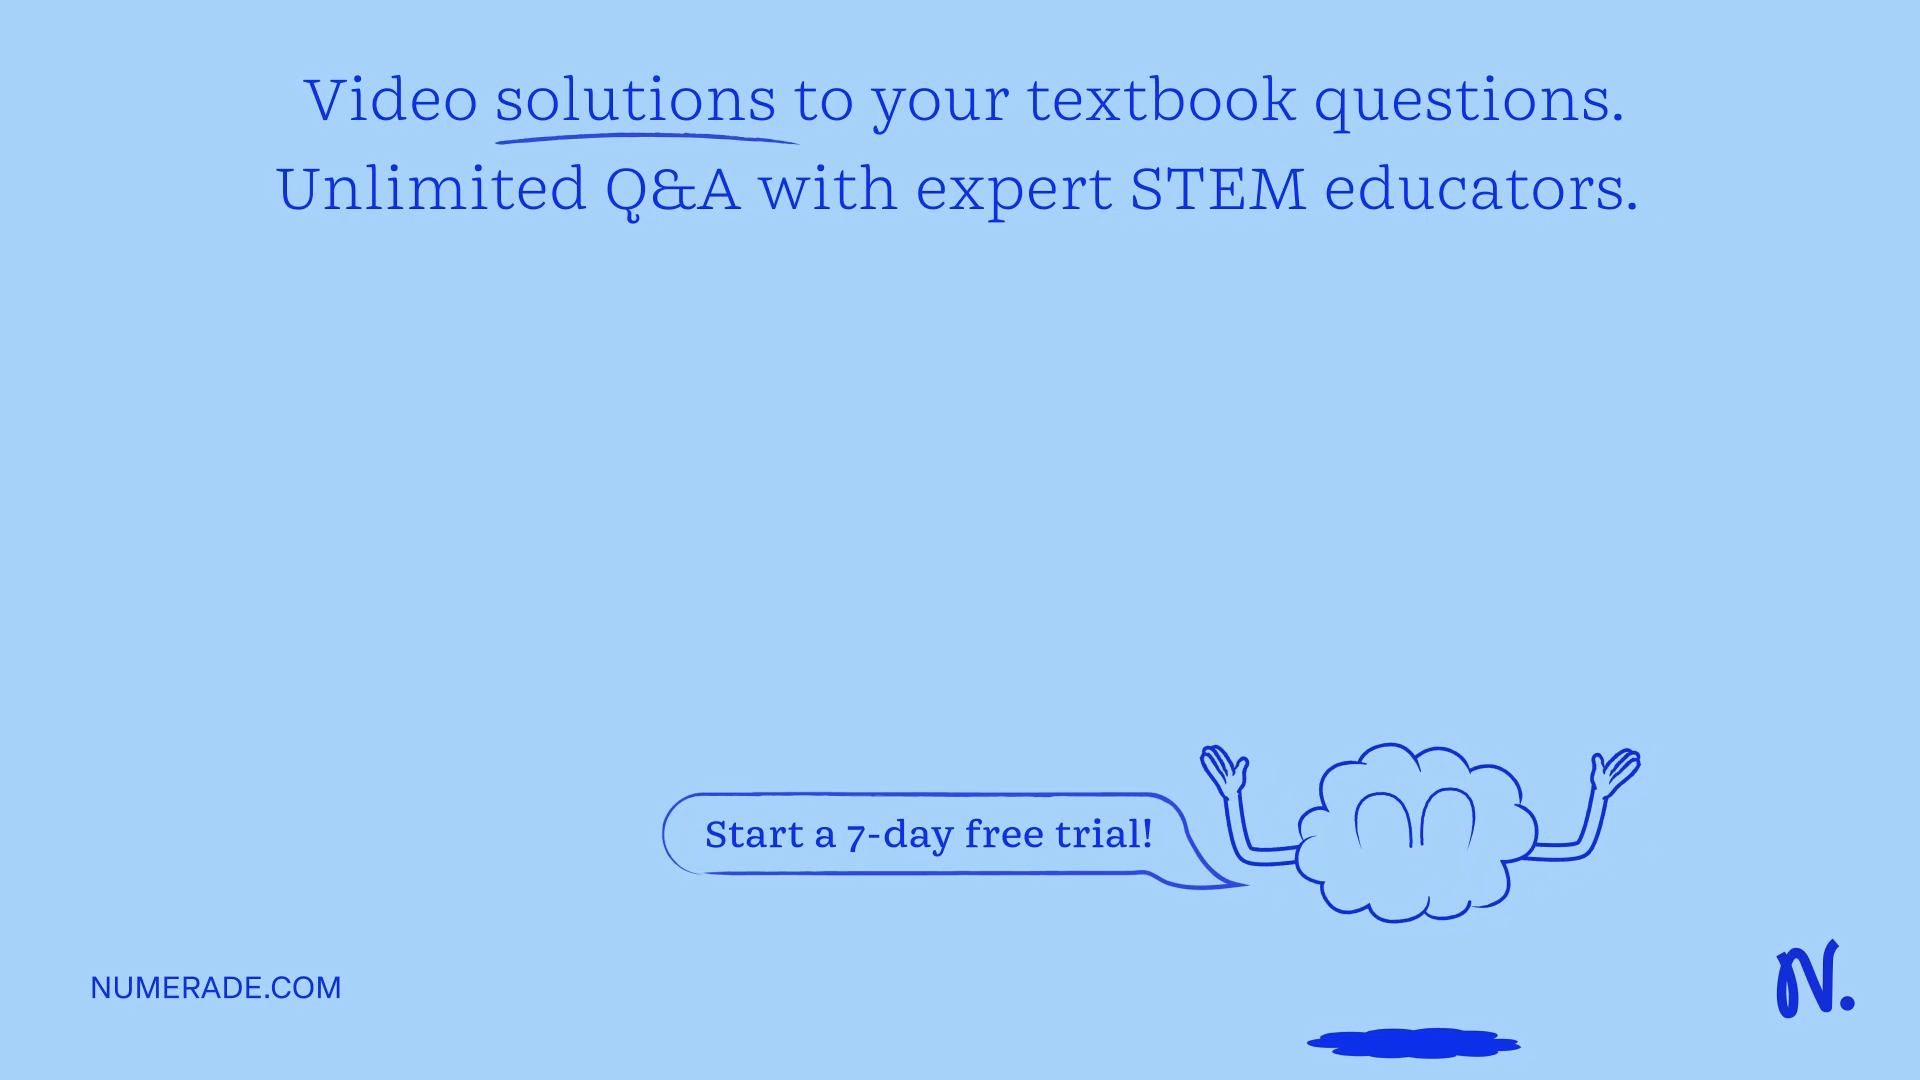 Video solutions to your textbook questions.
Unlimited Q&A with expert STEM educators.
Start a 7-day free trial!
NUMERADE.COM
N.